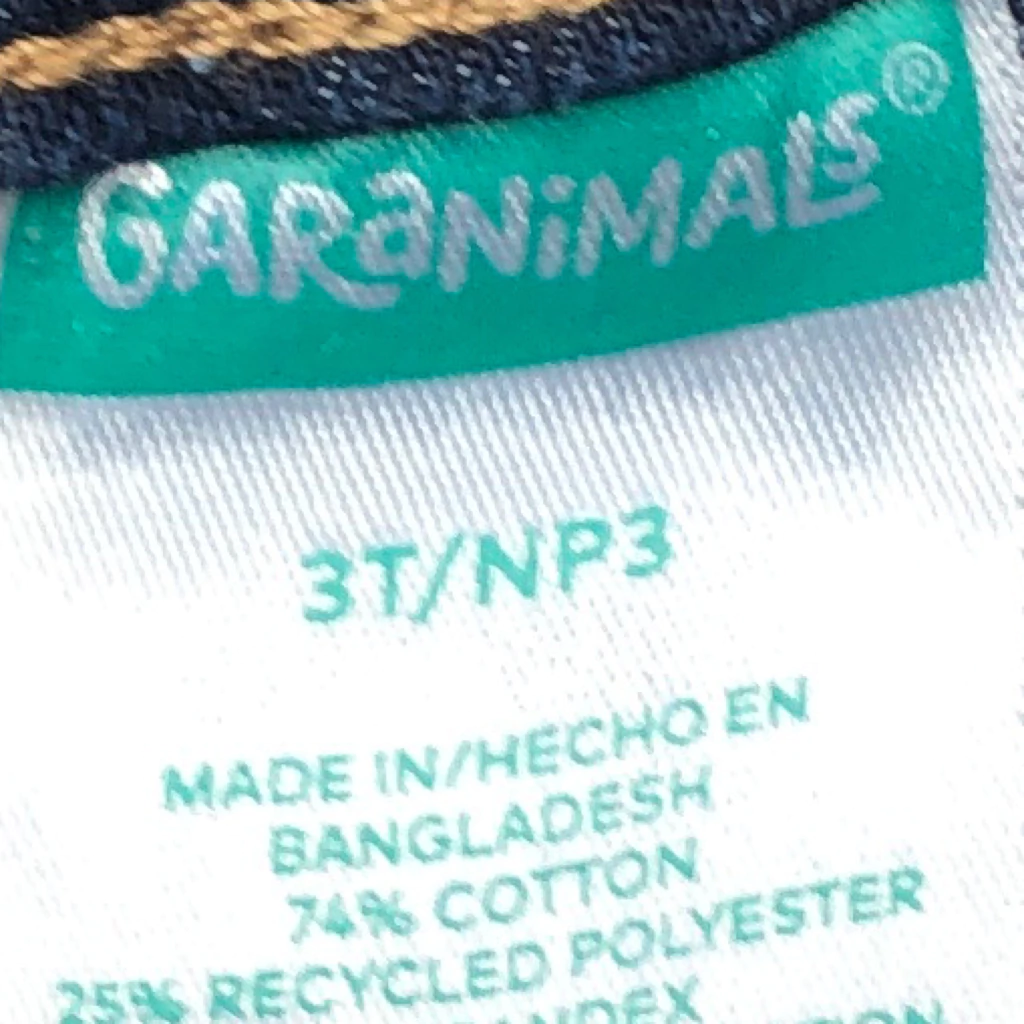 GARaNiMALS®
3T/NP3
MADE IN/HECHO EN
BANGLADESH
74% COTTON
25% RECYCLED POLYESTER